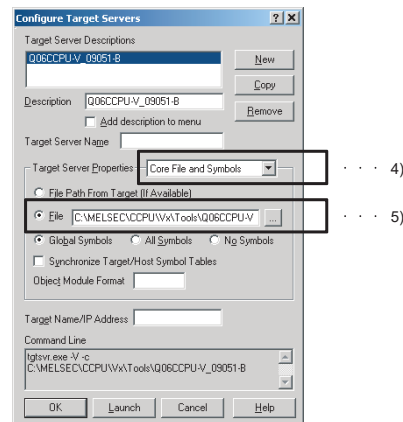 Configure Target Servers
Target Server Descriptions
Q06CCPU-V_09051-B
New
Copy
Description Q06CCPU-V_09051-B
Remove
Add description to menu
Target Server Name
Target Server Properties Core File and Symbols
· · · 4)
File Path From Target (If Available)
File C:\MELSEC\CCPU\Vx\Tools\Q06CCPU-V ...
· · · 5)
Global Symbols All Symbols No Symbols
Synchronize Target/Host Symbol Tables
Object Module Format
Target Name/IP Address
Command Line
tgtsvr.exe -V -c
C:\MELSEC\CCPU\Vx\Tools\Q06CCPU-V_09051-B
OK Launch Cancel Help